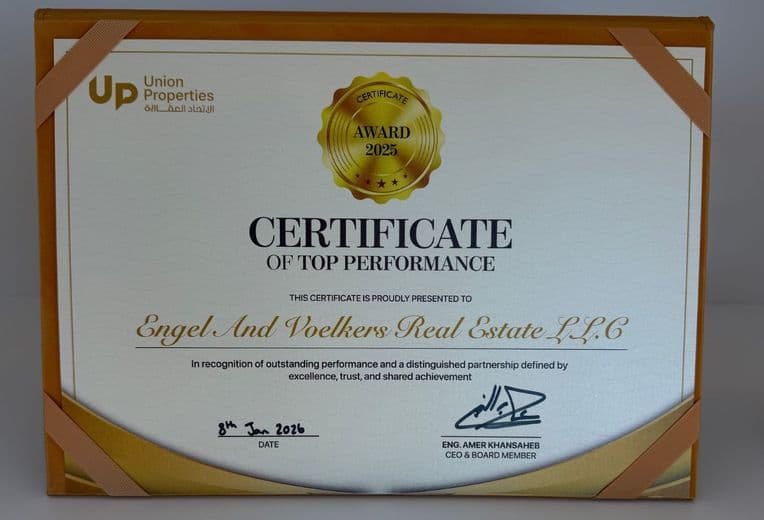 Union
Properties
الاتحاد العقارية
CERTIFICATE
AWARD
2025
CERTIFICATE
OF TOP PERFORMANCE
THIS CERTIFICATE IS PROUDLY PRESENTED TO
Engel And Voelkers Real Estate L.L.C
In recognition of outstanding performance and a distinguished partnership defined by
excellence, trust, and shared achievement
8th Jan 2026
DATE
ENG. AMER KHANSAHEB
CEO & BOARD MEMBER